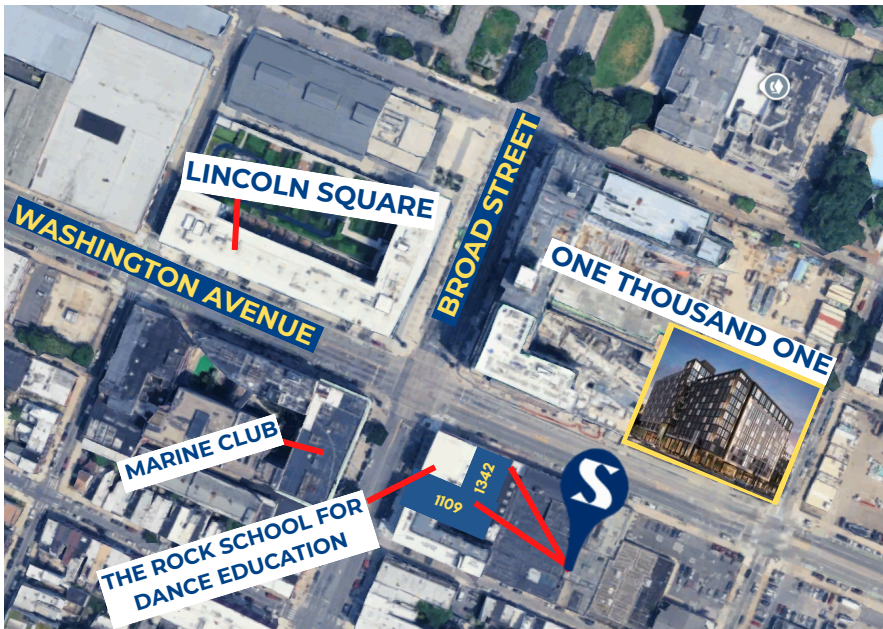 LINCOLN SQUARE
WASHINGTON AVENUE
BROAD STREET
ONE THOUSAND ONE
MARINE CLUB
1342
1109
S
THE ROCK SCHOOL FOR
DANCE EDUCATION